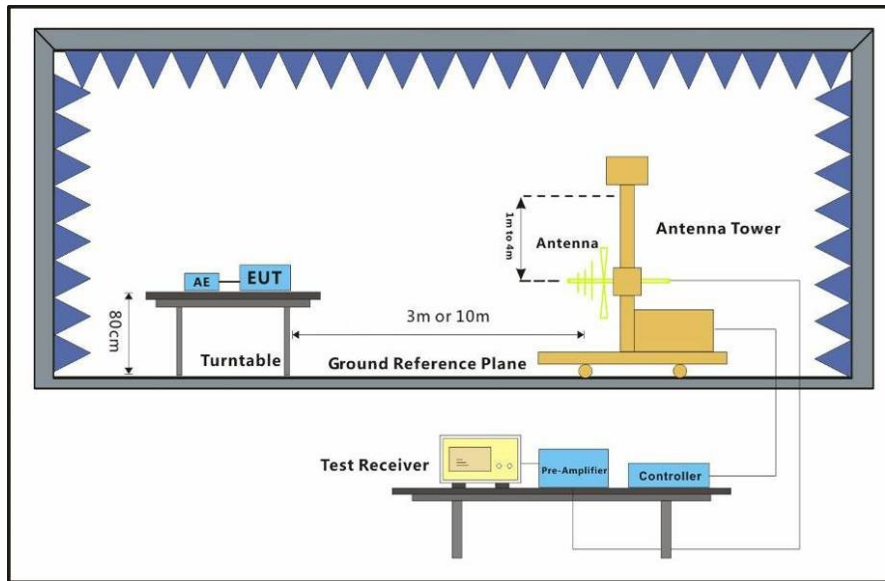 1m to 4m
Antenna
Antenna Tower
AE
EUT
80cm
3m or 10m
Turntable
Ground Reference Plane
Test Receiver
Pre-Amplifier
Controller